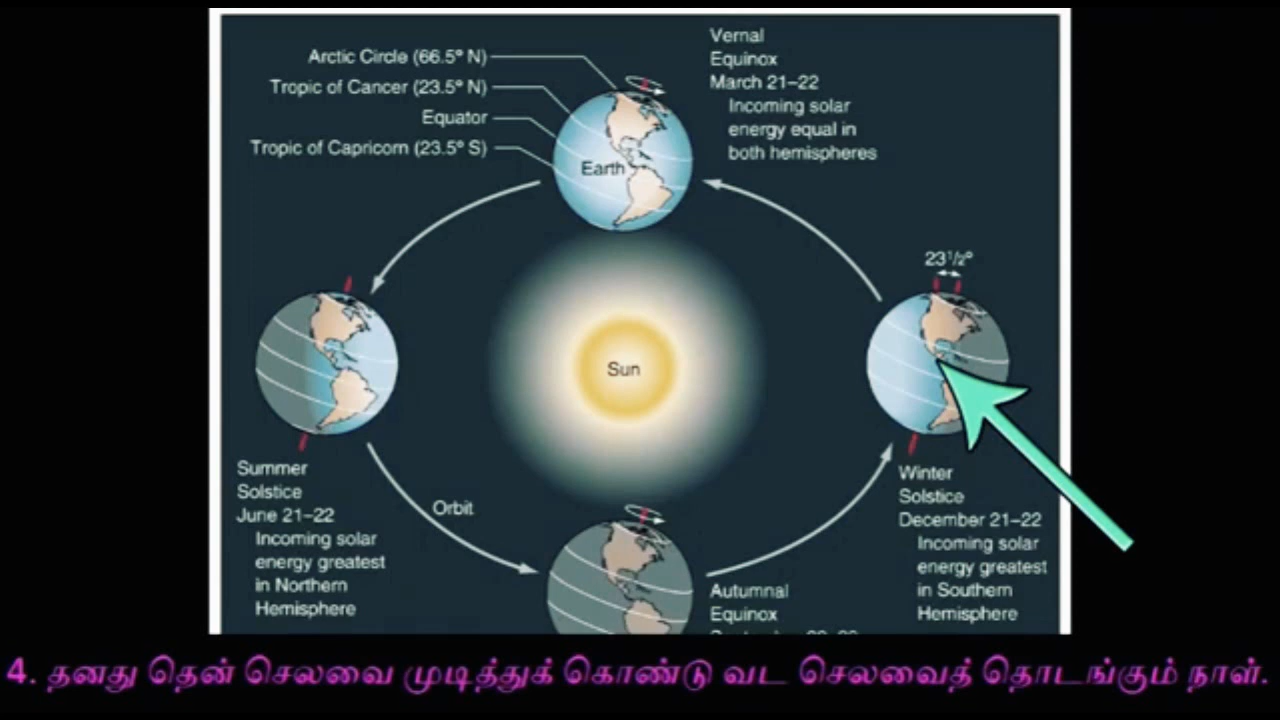 Arctic Circle (66.5° N)
Tropic of Cancer (23.5° N)
Equator
Tropic of Capricorn (23.5° S)
Earth
Vernal
Equinox
March 21–22
Incoming solar
energy equal in
both hemispheres
23 1/2°
Sun
Summer
Solstice
June 21–22
Incoming solar
energy greatest
in Northern
Hemisphere
Orbit
Winter
Solstice
December 21–22
Incoming solar
energy greatest
in Southern
Hemisphere
Autumnal
Equinox
4. தனது தென் செலவை முடித்துக் கொண்டு வட செலவைத் தொடங்கும் நாள்.